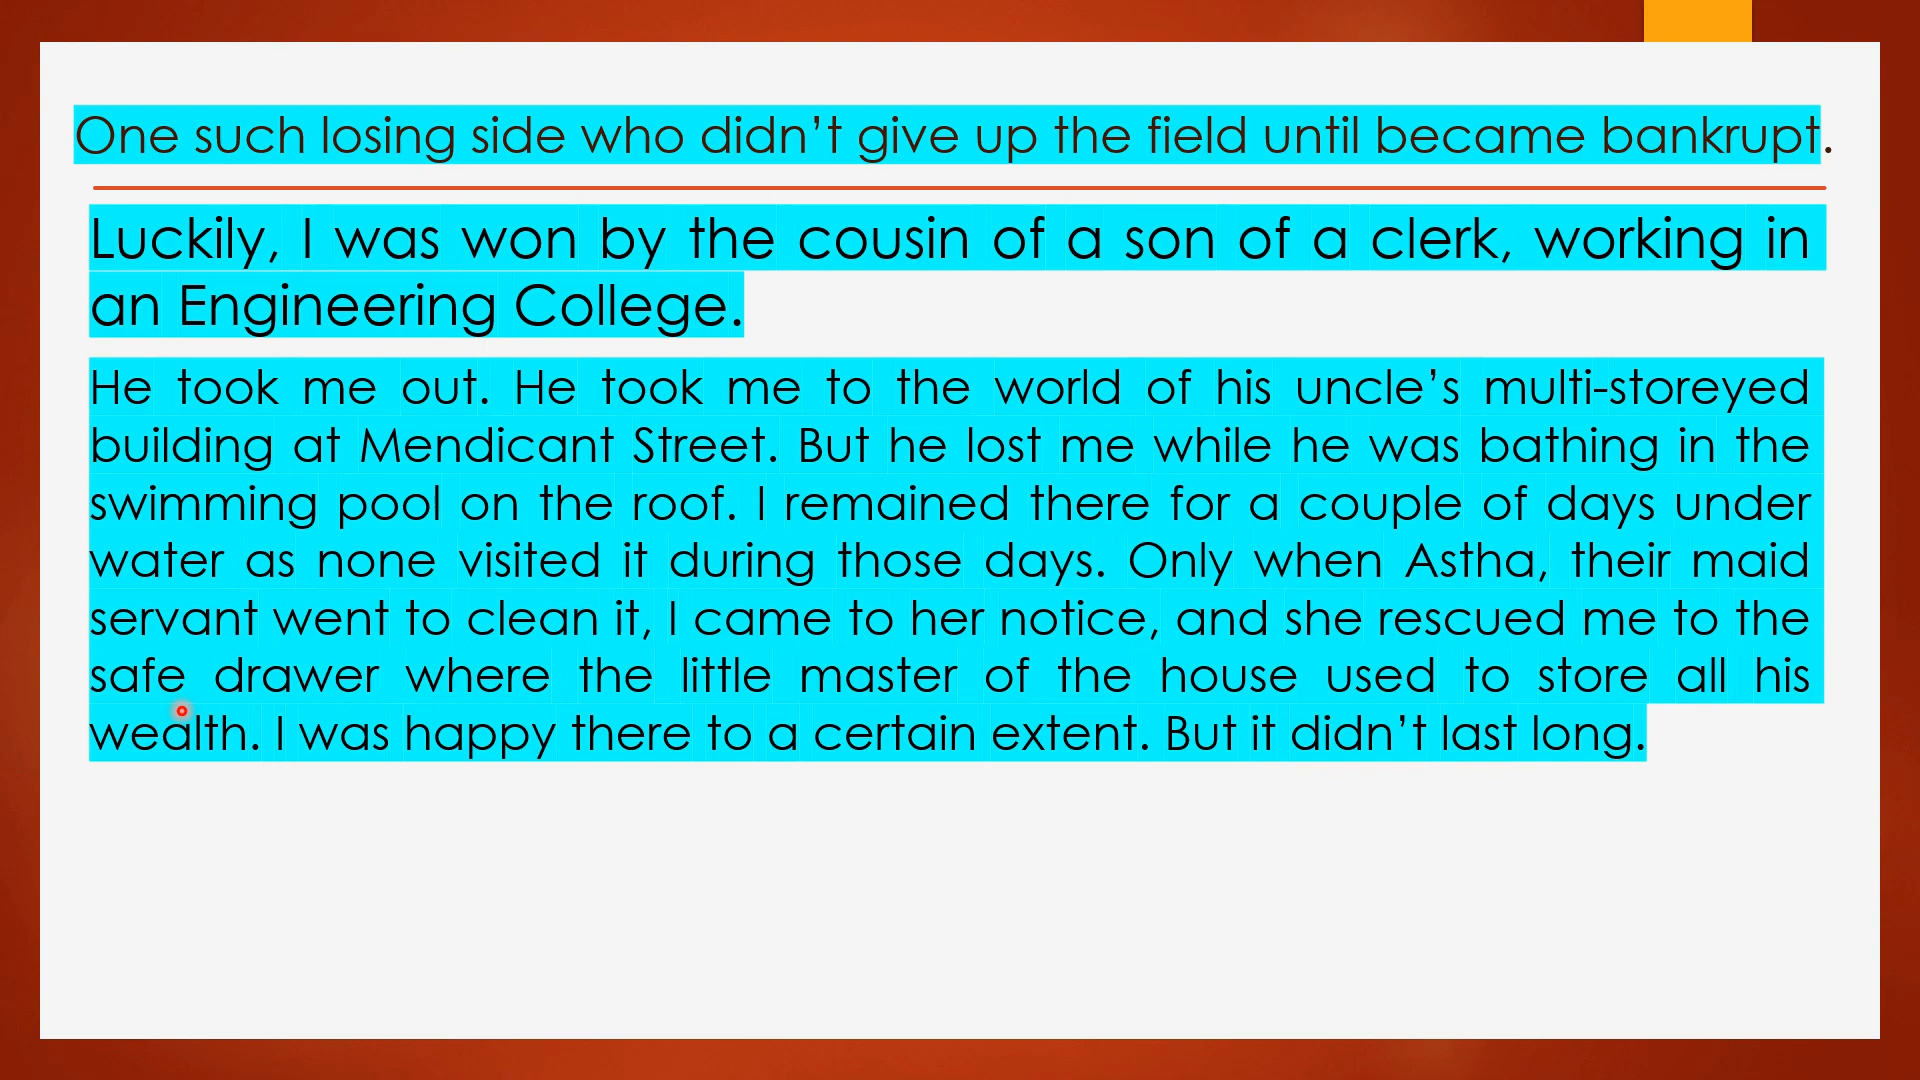 One such losing side who didn’t give up the field until became bankrupt.
Luckily, I was won by the cousin of a son of a clerk, working in
an Engineering College.
He took me out. He took me to the world of his uncle’s multi-storeyed
building at Mendicant Street. But he lost me while he was bathing in the
swimming pool on the roof. I remained there for a couple of days under
water as none visited it during those days. Only when Astha, their maid
servant went to clean it, I came to her notice, and she rescued me to the
safe drawer where the little master of the house used to store all his
wealth. I was happy there to a certain extent. But it didn’t last long.